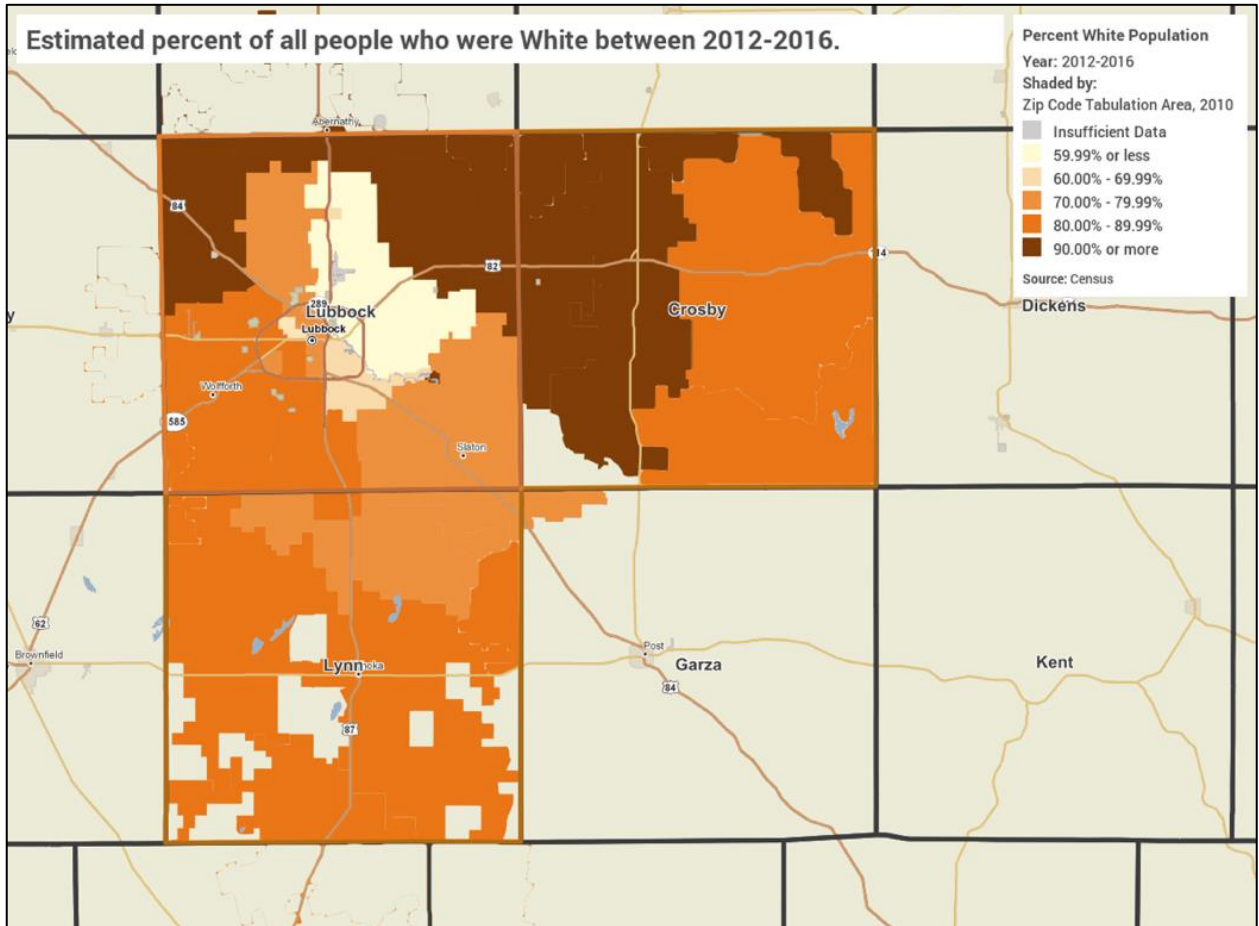 Estimated percent of all people who were White between 2012-2016.
Percent White Population
Year: 2012-2016
Shaded by:
Zip Code Tabulation Area, 2010
Insufficient Data
59.99% or less
60.00% - 69.99%
70.00% - 79.99%
80.00% - 89.99%
90.00% or more
Source: Census
Abernathy
84
82
14
289
Lubbock
Lubbock
Crosby
Dickens
y
Wolfforth
585
Slaton
62
Brownfield
Lynn
oka
Post
Garza
Kent
84
87